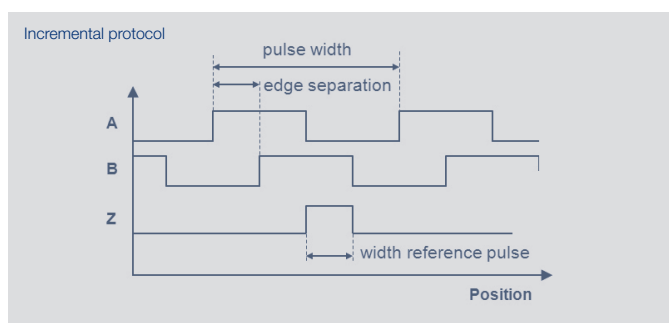 Incremental protocol
pulse width
edge separation
A
B
Z
width reference pulse
Position